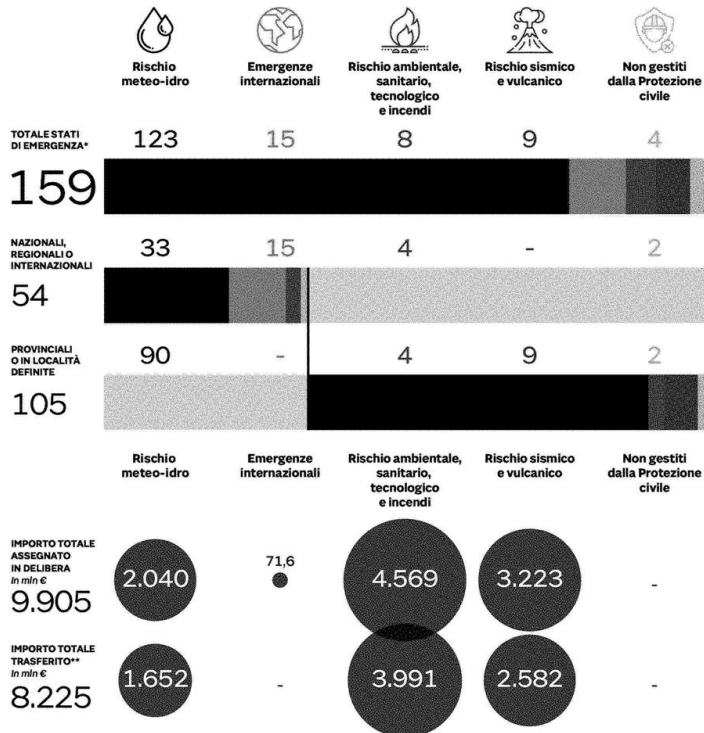 Rischio
meteo-idro
Emergenze
internazionali
Rischio ambientale,
sanitario,
tecnologico
e incendi
Rischio sismico
e vulcanico
Non gestiti
dalla Protezione
civile
TOTALE STATI
DI EMERGENZA*
159
123
15
8
9
4
NAZIONALI,
REGIONALI O
INTERNAZIONALI
54
33
15
4
-
2
PROVINCIALI
O IN LOCALITÀ
DEFINITE
105
90
-
4
9
2
Rischio
meteo-idro
Emergenze
internazionali
Rischio ambientale,
sanitario,
tecnologico
e incendi
Rischio sismico
e vulcanico
Non gestiti
dalla Protezione
civile
IMPORTO TOTALE
ASSEGNATO
IN DELIBERA
In mln €
9.905
2.040
71,6
4.569
3.223
-
IMPORTO TOTALE
TRASFERITO**
In mln €
8.225
1.652
-
3.991
2.582
-